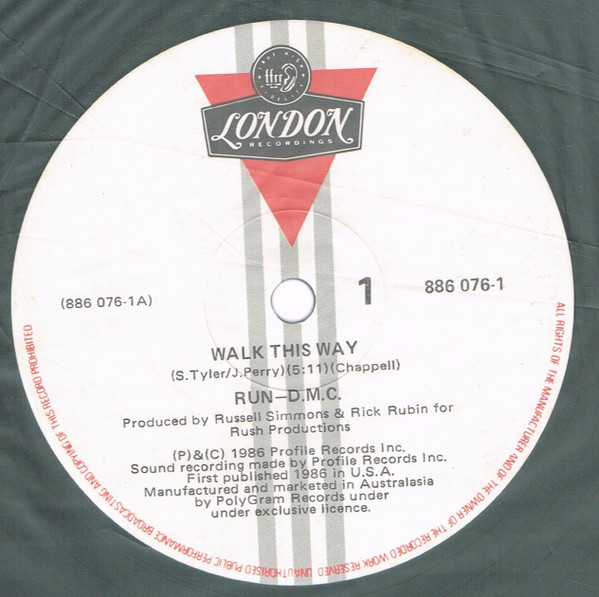 TRUE HIGH
ffrr
FIDELITY
LONDON
RECORDINGS
(886 076-1A)
1
886 076-1
WALK THIS WAY
(S.Tyler/J.Perry)(5:11)(Chappell)
RUN—D.M.C.
Produced by Russell Simmons & Rick Rubin for
Rush Productions
(P)&(C) 1986 Profile Records Inc.
Sound recording made by Profile Records Inc.
First published 1986 in U.S.A.
Manufactured and marketed in Australasia
by PolyGram Records under
under exclusive licence.
ALL RIGHTS OF THE MANUFACTURER AND OF THE OWNER OF THE RECORDED WORK RESERVED. UNAUTHORISED PUBLIC PERFORMANCE BROADCASTING AND COPYING OF THIS RECORD PROHIBITED